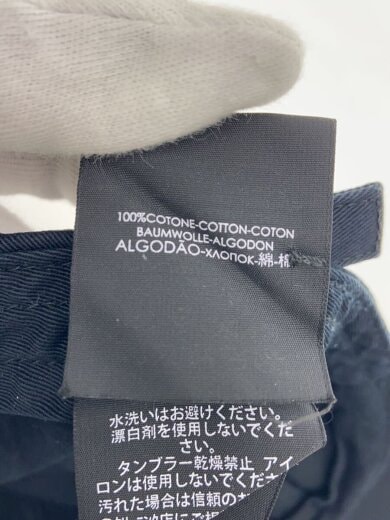 100%COTONE-COTTON-COTON
BAUMWOLLE-ALGODON
ALGODÃO-ХЛОПОК-綿-棉
水洗いはお避けください。
漂白剤を使用しないでくだ
さい。
タンブラー乾燥禁止 アイ
ロンは使用しないでくださ
汚れた場合は信頼のお